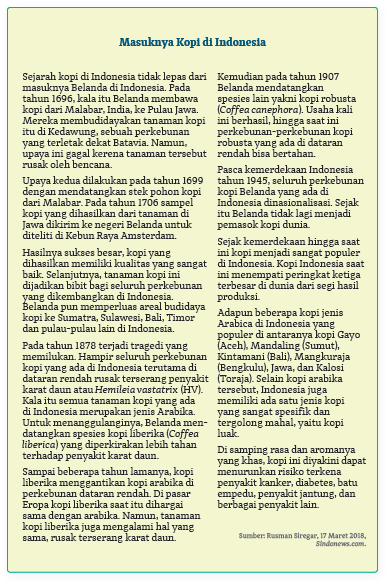 Masuknya Kopi di Indonesia
Sejarah kopi di Indonesia tidak lepas dari
masuknya Belanda di Indonesia. Pada
tahun 1696, kala itu Belanda membawa
kopi dari Malabar, India, ke Pulau Jawa.
Mereka membudidayakan tanaman kopi
itu di Kedawung, sebuah perkebunan
yang terletak dekat Batavia. Namun,
upaya ini gagal kerena tanaman tersebut
rusak oleh bencana.
Upaya kedua dilakukan pada tahun 1699
dengan mendatangkan stek pohon kopi
dari Malabar. Pada tahun 1706 sampel
kopi yang dihasilkan dari tanaman di
Jawa dikirim ke negeri Belanda untuk
diteliti di Kebun Raya Amsterdam.
Hasilnya sukses besar, kopi yang
dihasilkan memiliki kualitas yang sangat
baik. Selanjutnya, tanaman kopi ini
dijadikan bibit bagi seluruh perkebunan
yang dikembangkan di Indonesia.
Belanda pun memperluas areal budidaya
kopi ke Sumatra, Sulawesi, Bali, Timor
dan pulau-pulau lain di Indonesia.
Pada tahun 1878 terjadi tragedi yang
memilukan. Hampir seluruh perkebunan
kopi yang ada di Indonesia terutama di
dataran rendah rusak terserang penyakit
karat daun atau Hemileia vastatrix (HV).
Kala itu semua tanaman kopi yang ada
di Indonesia merupakan jenis Arabika.
Untuk menanggulanginya, Belanda men-
datangkan spesies kopi liberika (Coffea
liberica) yang diperkirakan lebih tahan
terhadap penyakit karat daun.
Sampai beberapa tahun lamanya, kopi
liberika menggantikan kopi arabika di
perkebunan dataran rendah. Di pasar
Eropa kopi liberika saat itu dihargai
sama dengan arabika. Namun, tanaman
kopi liberika juga mengalami hal yang
sama, rusak terserang karat daun.
Kemudian pada tahun 1907
Belanda mendatangkan
spesies lain yakni kopi robusta
(Coffea canephora). Usaha kali
ini berhasil, hingga saat ini
perkebunan-perkebunan kopi
robusta yang ada di dataran
rendah bisa bertahan.
Pasca kemerdekaan Indonesia
tahun 1945, seluruh perkebunan
kopi Belanda yang ada di
Indonesia dinasionalisasi. Sejak
itu Belanda tidak lagi menjadi
pemasok kopi dunia.
Sejak kemerdekaan hingga saat
ini kopi menjadi sangat populer
di Indonesia. Kopi Indonesia saat
ini menempati peringkat ketiga
terbesar di dunia dari segi hasil
produksi.
Adapun beberapa kopi jenis
Arabica di Indonesia yang
populer di antaranya kopi Gayo
(Aceh), Mandaling (Sumut),
Kintamani (Bali), Mangkuraja
(Bengkulu), Jawa, dan Kalosi
(Toraja). Selain kopi arabika
tersebut, Indonesia juga
memiliki ada satu jenis kopi
yang sangat spesifik dan
tergolong mahal, yaitu kopi
luak.
Di samping rasa dan aromanya
yang khas, kopi ini diyakini dapat
menurunkan risiko terkena
penyakit kanker, diabetes, batu
empedu, penyakit jantung, dan
berbagai penyakit lain.
Sumber: Rusman Siregar, 17 Maret 2018,
Sindonews.com.